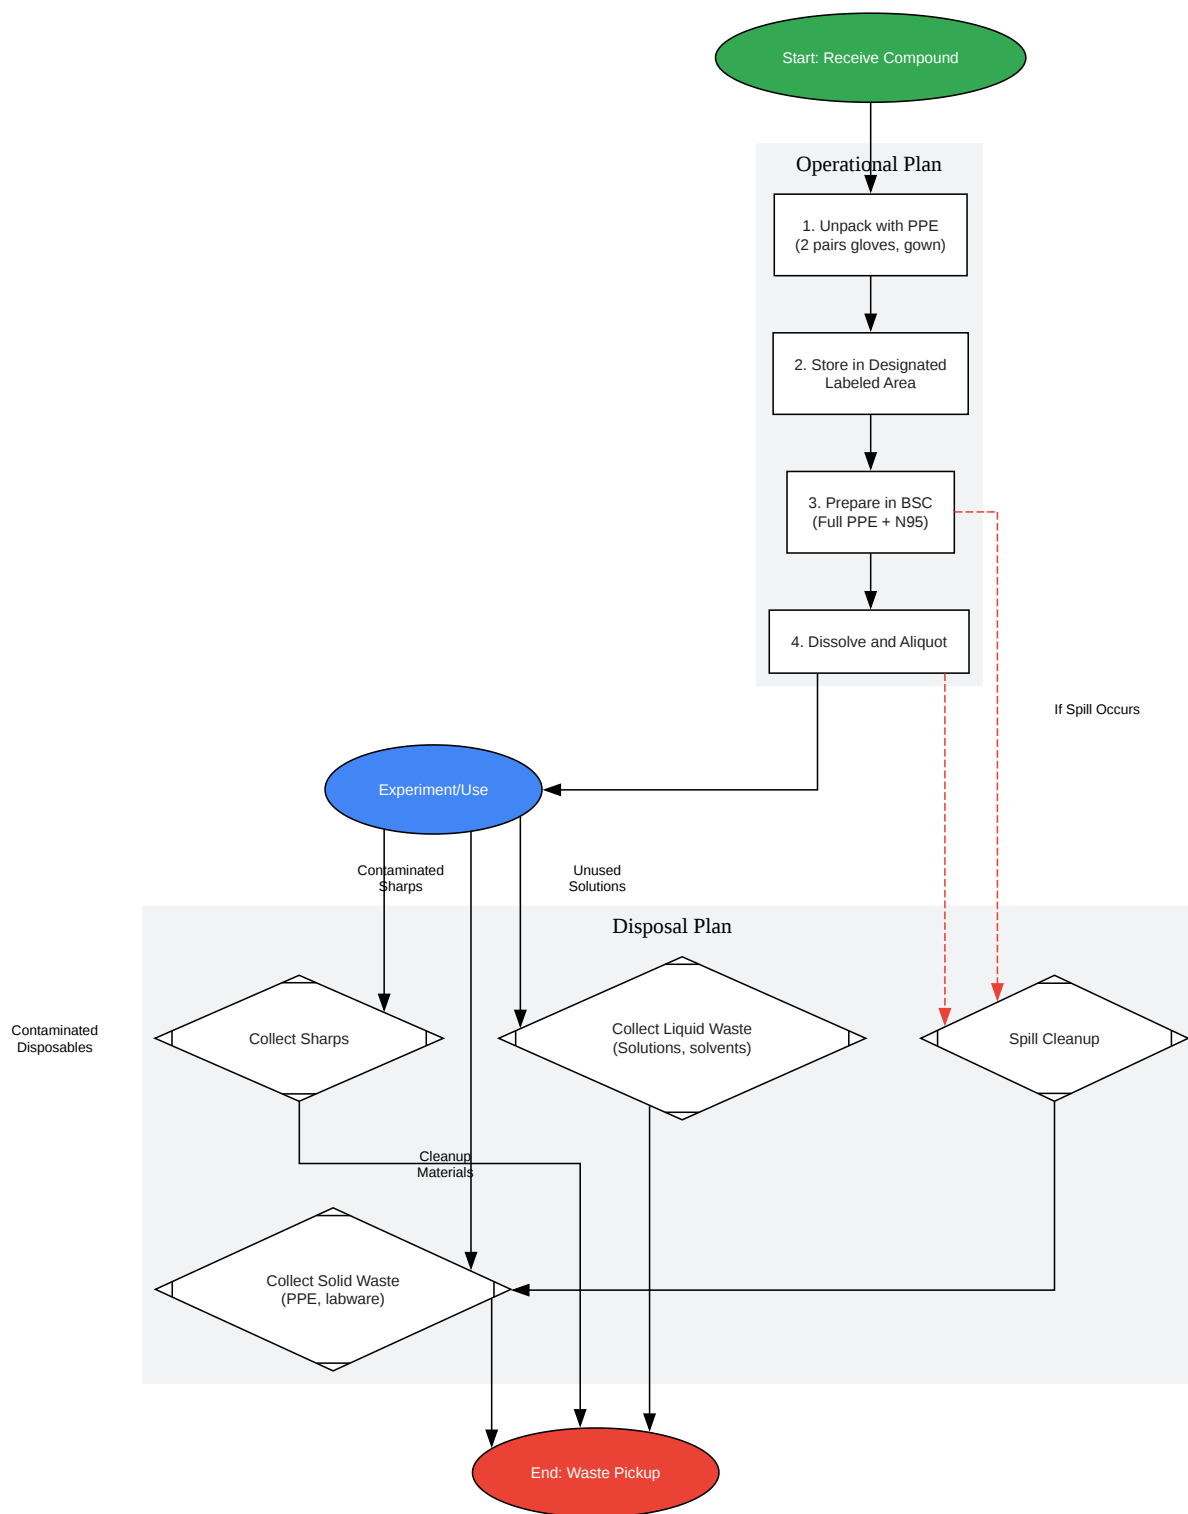 Start: Receive Compound
Operational Plan
1. Unpack with PPE
(2 pairs gloves, gown)
2. Store in Designated
Labeled Area
3. Prepare in BSC
(Full PPE + N95)
4. Dissolve and Aliquot
If Spill Occurs
Experiment/Use
Contaminated
Sharps
Unused
Solutions
Disposal Plan
Contaminated
Disposables
Collect Sharps
Collect Liquid Waste
(Solutions, solvents)
Spill Cleanup
Cleanup
Materials
Collect Solid Waste
(PPE, labware)
End: Waste Pickup